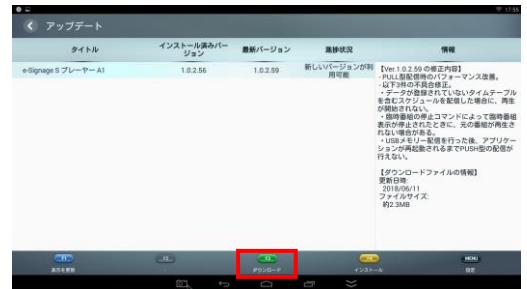 17:55
アップデート
タイトル
インストール済みバー
ジョン
最新バージョン
進捗状況
情報
e-Signage S プレーヤー A1
1.0.2.56
1.0.2.59
新しいバージョンが利
用可能
【Ver.1.0.2.59 の修正内容】
・PULL型配信時のパフォーマンス改善。
・以下3件の不具合修正。
・データが登録されていないタイムテーブル
を含むスケジュールを配信した場合に、再生
が開始されない。
・臨時番組の停止コマンドによって臨時番組
表示が停止されたときに、元の番組が再生さ
れない場合がある。
・USBメモリー配信を行った後、アプリケー
ションが再起動されるまでPUSH型の配信が
行えない。
【ダウンロードファイルの情報】
更新日時:
2018/06/11
ファイルサイズ:
約2.3MB
F1
表示を更新
F2
F3
ダウンロード
インストール
MENU
設定